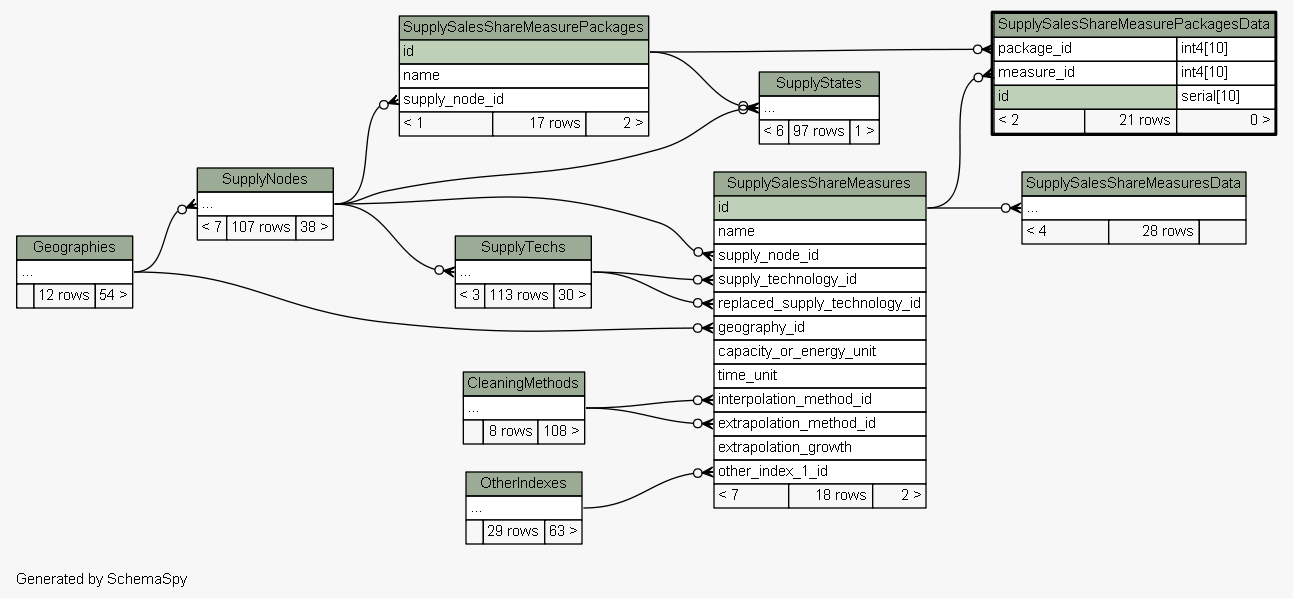 SupplySalesShareMeasurePackages
id
name
supply_node_id
< 1 17 rows 2 >
SupplySalesShareMeasurePackagesData
package_id int4[10]
measure_id int4[10]
id serial[10]
< 2 21 rows 0 >
SupplyStates
...
< 6 97 rows 1 >
SupplyNodes
...
< 7 107 rows 38 >
SupplySalesShareMeasures
id
name
supply_node_id
supply_technology_id
replaced_supply_technology_id
geography_id
capacity_or_energy_unit
time_unit
interpolation_method_id
extrapolation_method_id
extrapolation_growth
other_index_1_id
< 7 18 rows 2 >
SupplySalesShareMeasuresData
...
< 4 28 rows
Geographies
...
12 rows 54 >
SupplyTechs
...
< 3 113 rows 30 >
CleaningMethods
...
8 rows 108 >
OtherIndexes
...
29 rows 63 >
Generated by SchemaSpy